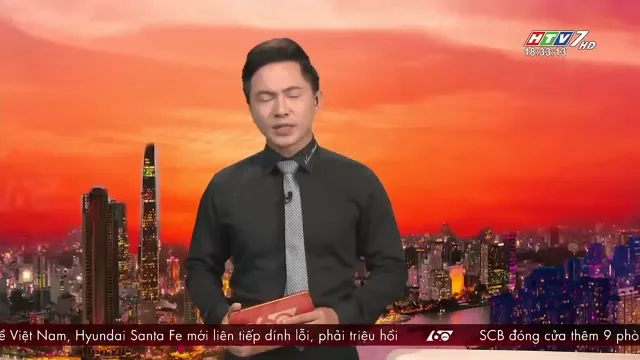 HTV7 HD
18:33:13
ề Việt Nam, Hyundai Santa Fe mới liên tiếp dính lỗi, phải triệu hồi
60
SCB đóng cửa thêm 9 phò